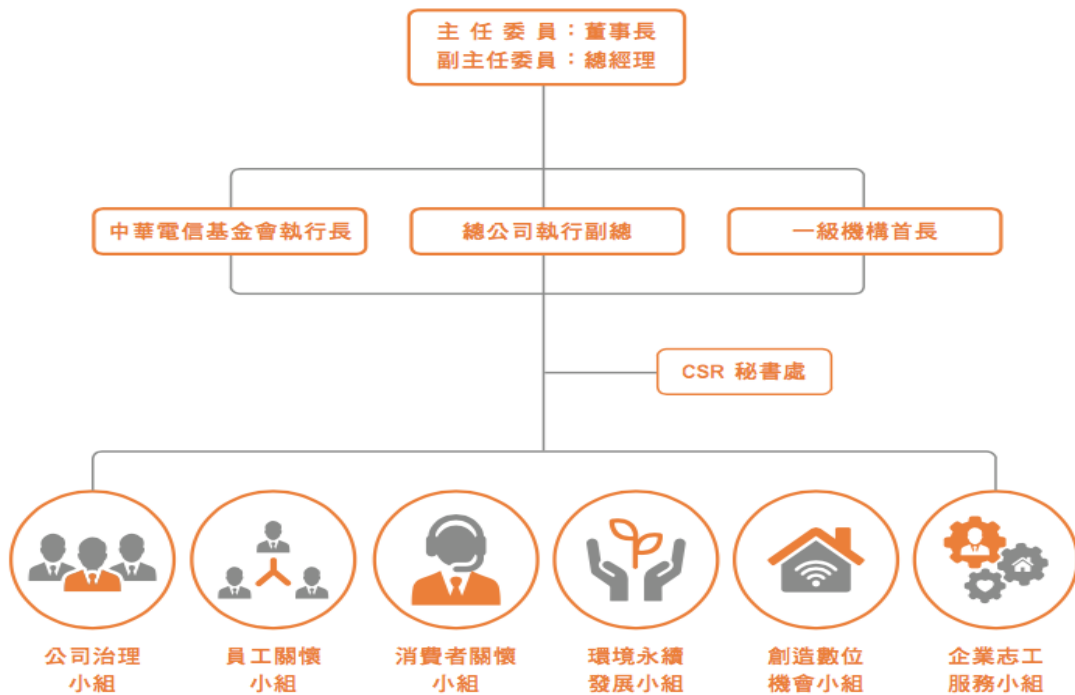 主任委員：董事長
副主任委員：總經理
中華電信基金會執行長
總公司執行副總
一級機構首長
CSR 秘書處
公司治理
小組
員工關懷
小組
消費者關懷
小組
環境永續
發展小組
創造數位
機會小組
企業志工
服務小組